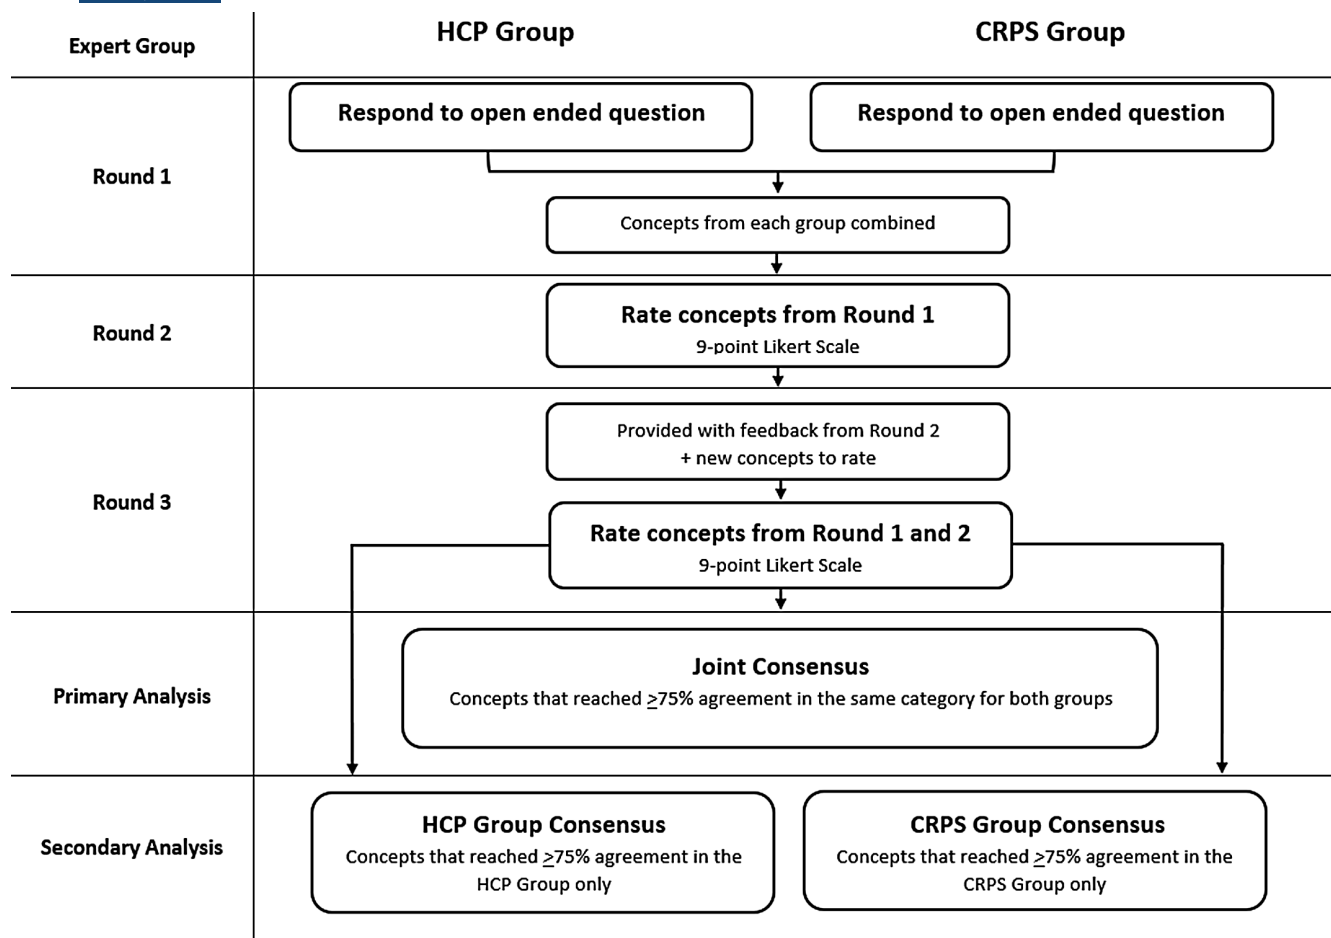 Expert Group
HCP Group
CRPS Group
Round 1
Respond to open ended question
Respond to open ended question
Concepts from each group combined
Round 2
Rate concepts from Round 1
9-point Likert Scale
Round 3
Provided with feedback from Round 2
+ new concepts to rate
Rate concepts from Round 1 and 2
9-point Likert Scale
Primary Analysis
Joint Consensus
Concepts that reached ≥75% agreement in the same category for both groups
Secondary Analysis
HCP Group Consensus
Concepts that reached ≥75% agreement in the
HCP Group only
CRPS Group Consensus
Concepts that reached ≥75% agreement in the
CRPS Group only